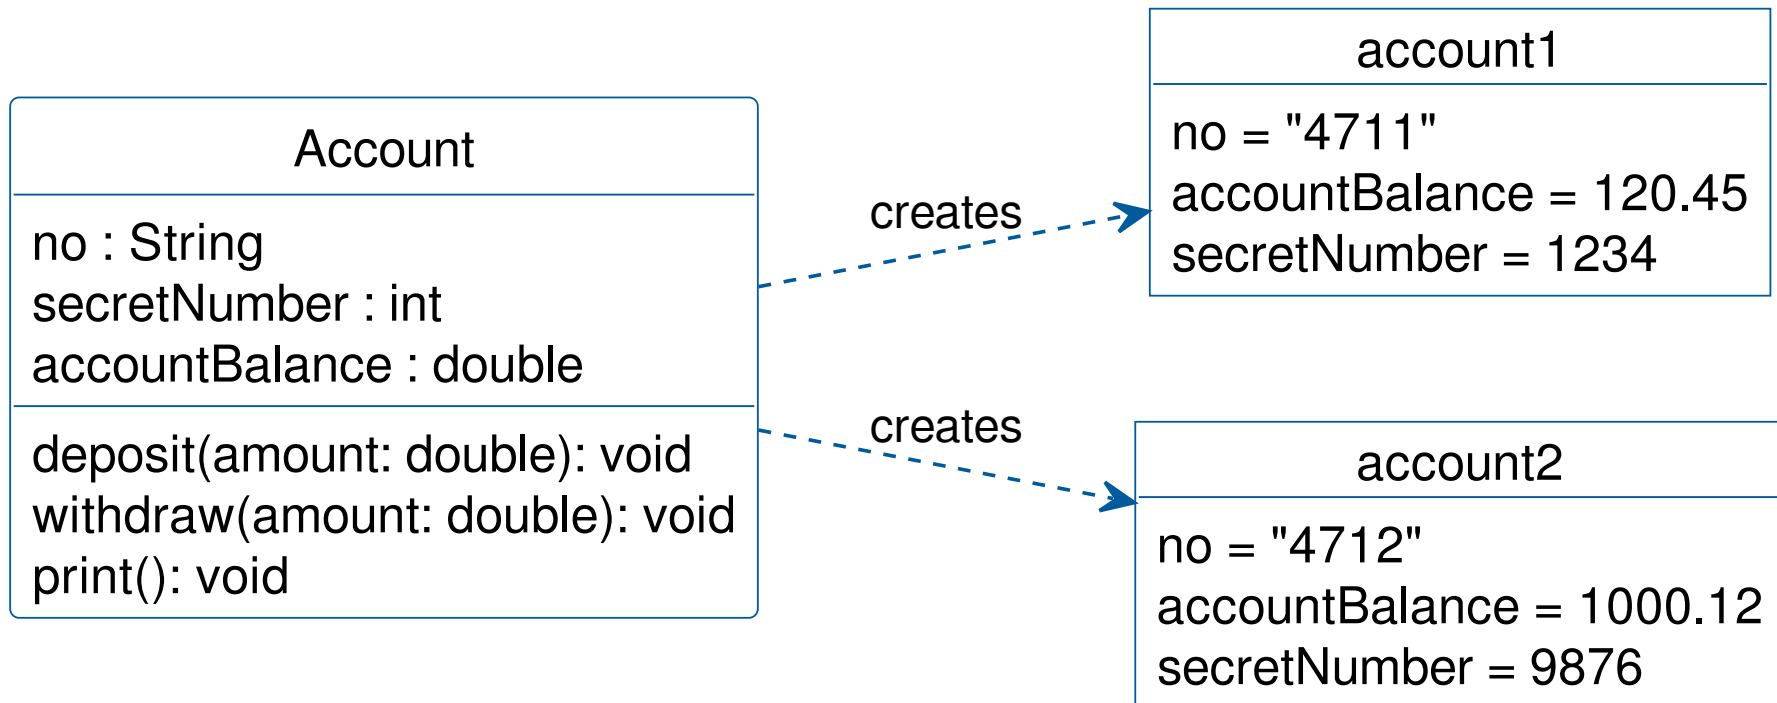 Account
no : String
secretNumber : int
accountBalance : double
deposit(amount: double): void
withdraw(amount: double): void
print(): void
creates
creates
account1
no = "4711"
accountBalance = 120.45
secretNumber = 1234
account2
no = "4712"
accountBalance = 1000.12
secretNumber = 9876